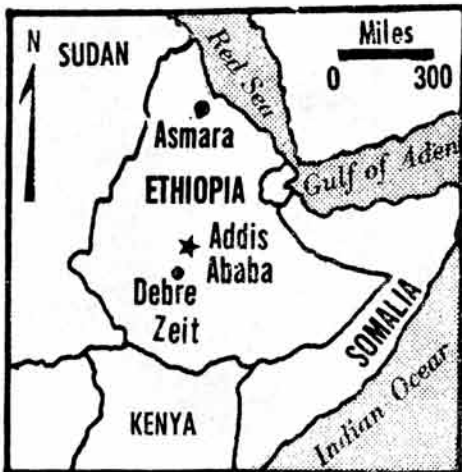 N
SUDAN
Red Sea
Miles
0 300
Asmara
Gulf of Aden
ETHIOPIA
Addis
Ababa
Debre
Zeit
SOMALIA
KENYA
Indian Ocean